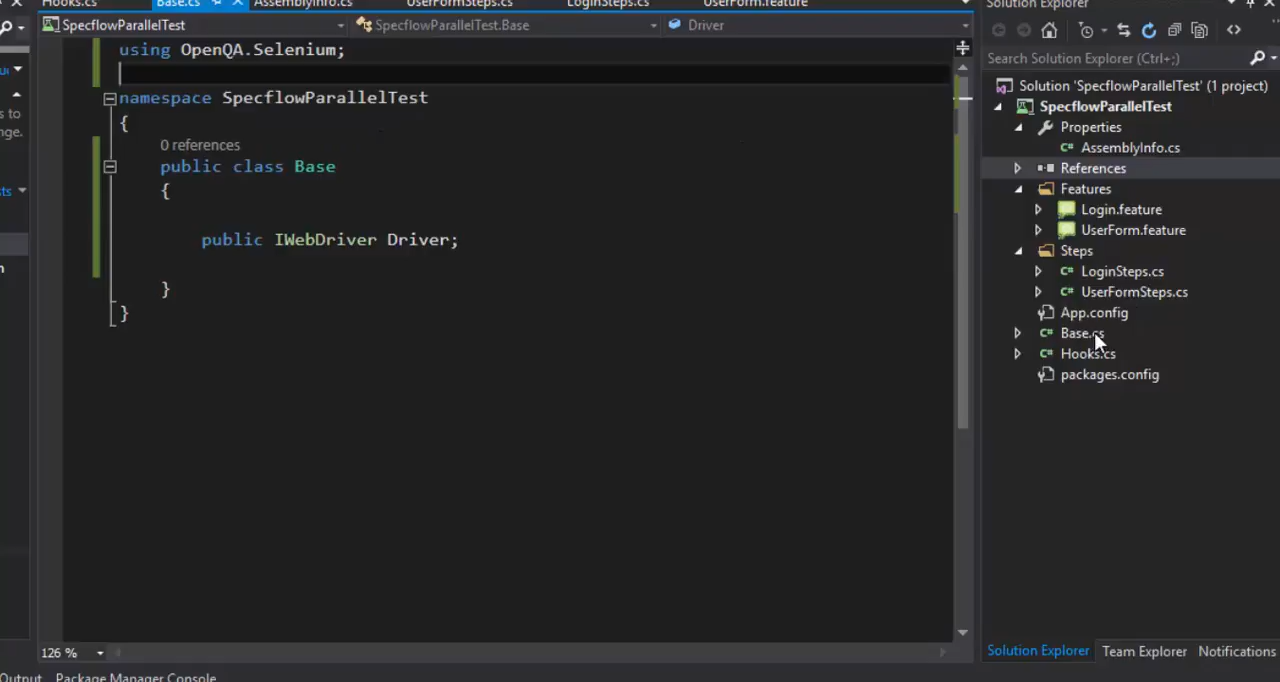 Hooks.cs Base.cs AssemblyInfo.cs UserFormSteps.cs LoginSteps.cs UserForm.feature
SpecflowParallelTest SpecflowParallelTest.Base Driver
using OpenQA.Selenium;
namespace SpecflowParallelTest
{
0 references
public class Base
{
public IWebDriver Driver;
}
}
126 %
Output Package Manager Console
Solution Explorer
Search Solution Explorer (Ctrl+;)
Solution 'SpecflowParallelTest' (1 project)
SpecflowParallelTest
Properties
AssemblyInfo.cs
References
Features
Login.feature
UserForm.feature
Steps
LoginSteps.cs
UserFormSteps.cs
App.config
Base.cs
Hooks.cs
packages.config
Solution Explorer Team Explorer Notifications